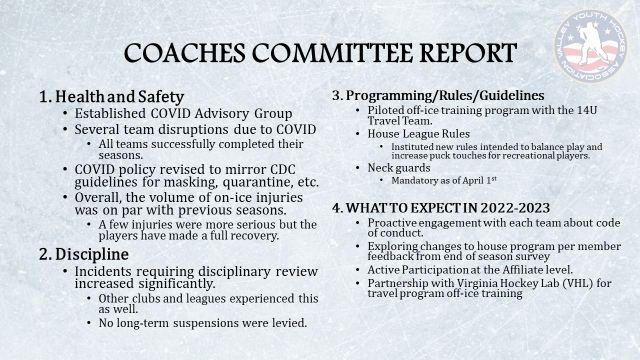 COACHES COMMITTEE REPORT
1. Health and Safety
• Established COVID Advisory Group
• Several team disruptions due to COVID
• All teams successfully completed their
seasons.
• COVID policy revised to mirror CDC
guidelines for masking, quarantine, etc.
• Overall, the volume of on-ice injuries
was on par with previous seasons.
• A few injuries were more serious but the
players have made a full recovery.
2. Discipline
• Incidents requiring disciplinary review
increased significantly.
• Other clubs and leagues experienced this
as well.
• No long-term suspensions were levied.
3. Programming/Rules/Guidelines
• Piloted off-ice training program with the 14U
Travel Team.
• House League Rules
• Instituted new rules intended to balance play and
increase puck touches for recreational players.
• Neck guards
• Mandatory as of April 1st
4. WHAT TO EXPECT IN 2022-2023
• Proactive engagement with each team about code
of conduct.
• Exploring changes to house program per member
feedback from end of season survey
• Active Participation at the Affiliate level.
• Partnership with Virginia Hockey Lab (VHL) for
travel program off-ice training
YOUTH HOCKEY
ASSOCIATION